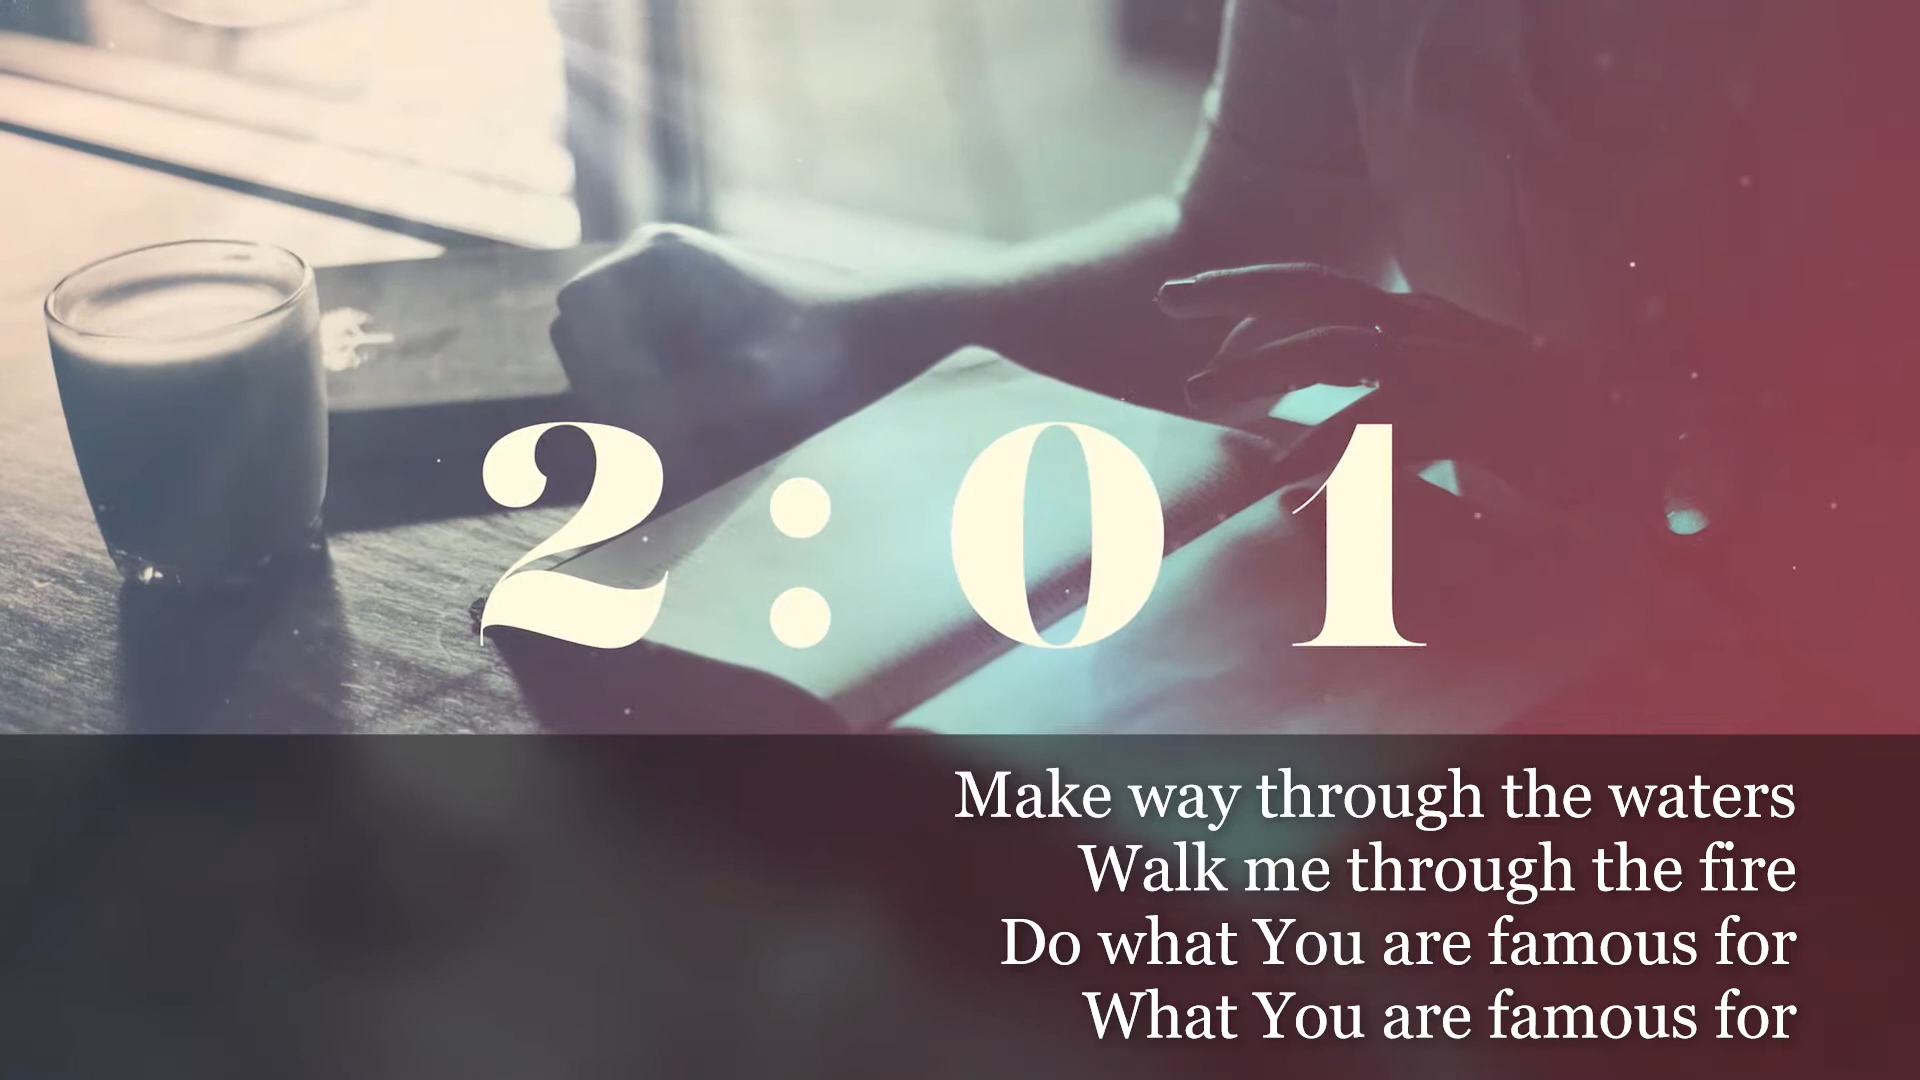 2:01
Make way through the waters
Walk me through the fire
Do what You are famous for
What You are famous for